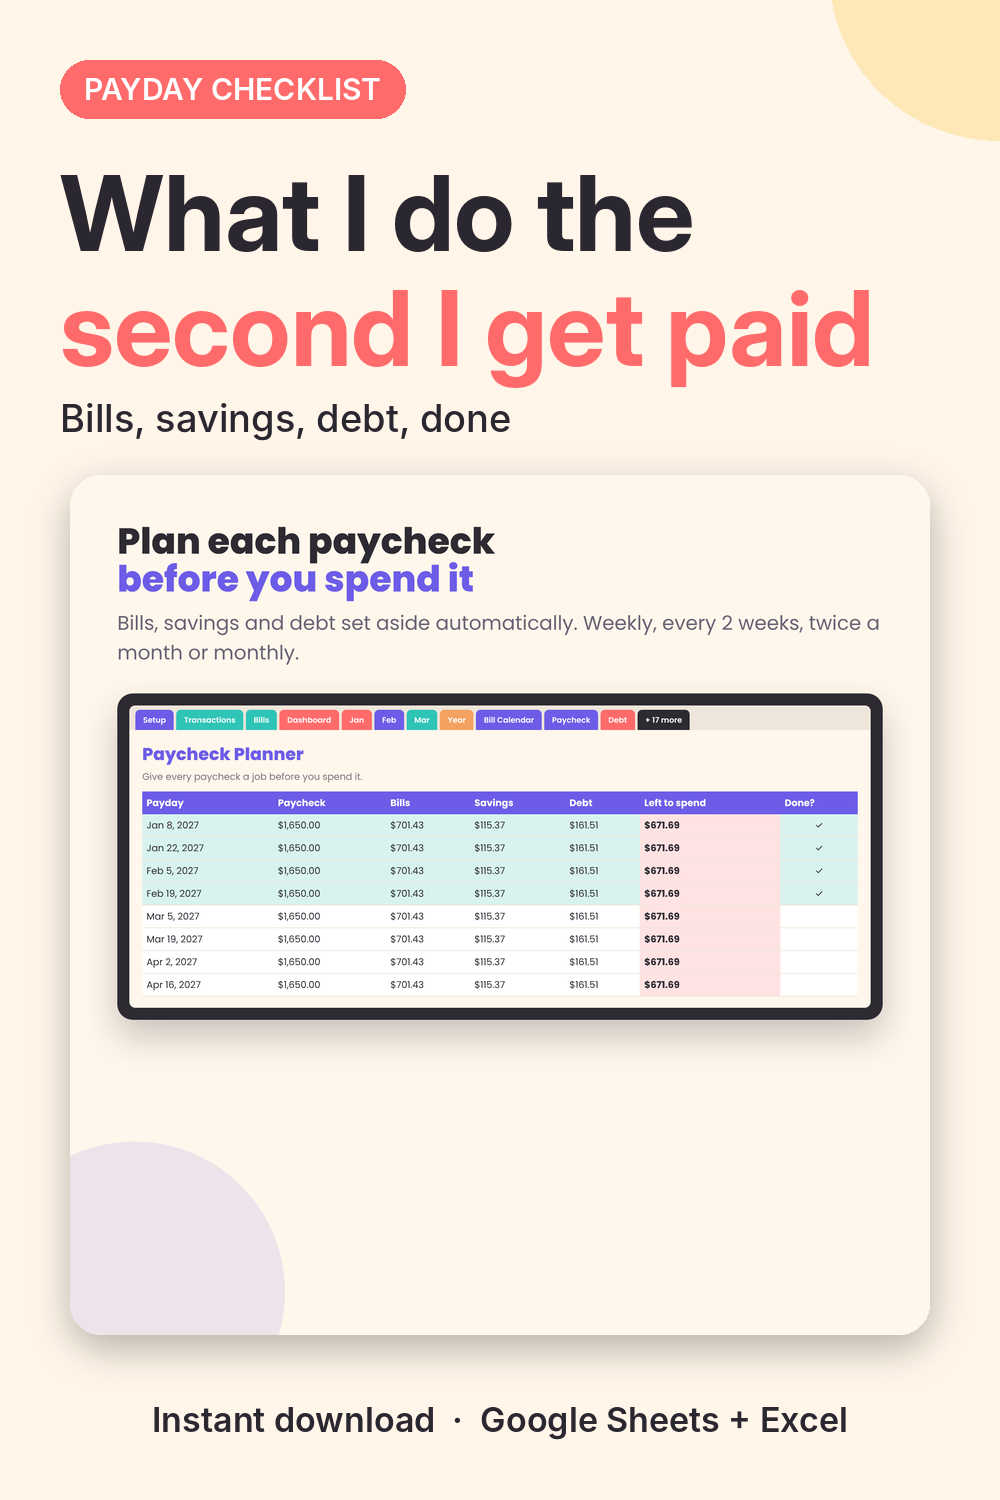 PAYDAY CHECKLIST
What I do the
second I get paid
Bills, savings, debt, done
Plan each paycheck
before you spend it
Bills, savings and debt set aside automatically. Weekly, every 2 weeks, twice a
month or monthly.
Setup Transactions Bills Dashboard Jan Feb Mar Year Bill Calendar Paycheck Debt + 17 more
Paycheck Planner
Give every paycheck a job before you spend it.
Payday Paycheck Bills Savings Debt Left to spend Done?
Jan 8, 2027 $1,650.00 $701.43 $115.37 $161.51 $671.69 ✓
Jan 22, 2027 $1,650.00 $701.43 $115.37 $161.51 $671.69 ✓
Feb 5, 2027 $1,650.00 $701.43 $115.37 $161.51 $671.69 ✓
Feb 19, 2027 $1,650.00 $701.43 $115.37 $161.51 $671.69 ✓
Mar 5, 2027 $1,650.00 $701.43 $115.37 $161.51 $671.69
Mar 19, 2027 $1,650.00 $701.43 $115.37 $161.51 $671.69
Apr 2, 2027 $1,650.00 $701.43 $115.37 $161.51 $671.69
Apr 16, 2027 $1,650.00 $701.43 $115.37 $161.51 $671.69
Instant download · Google Sheets + Excel